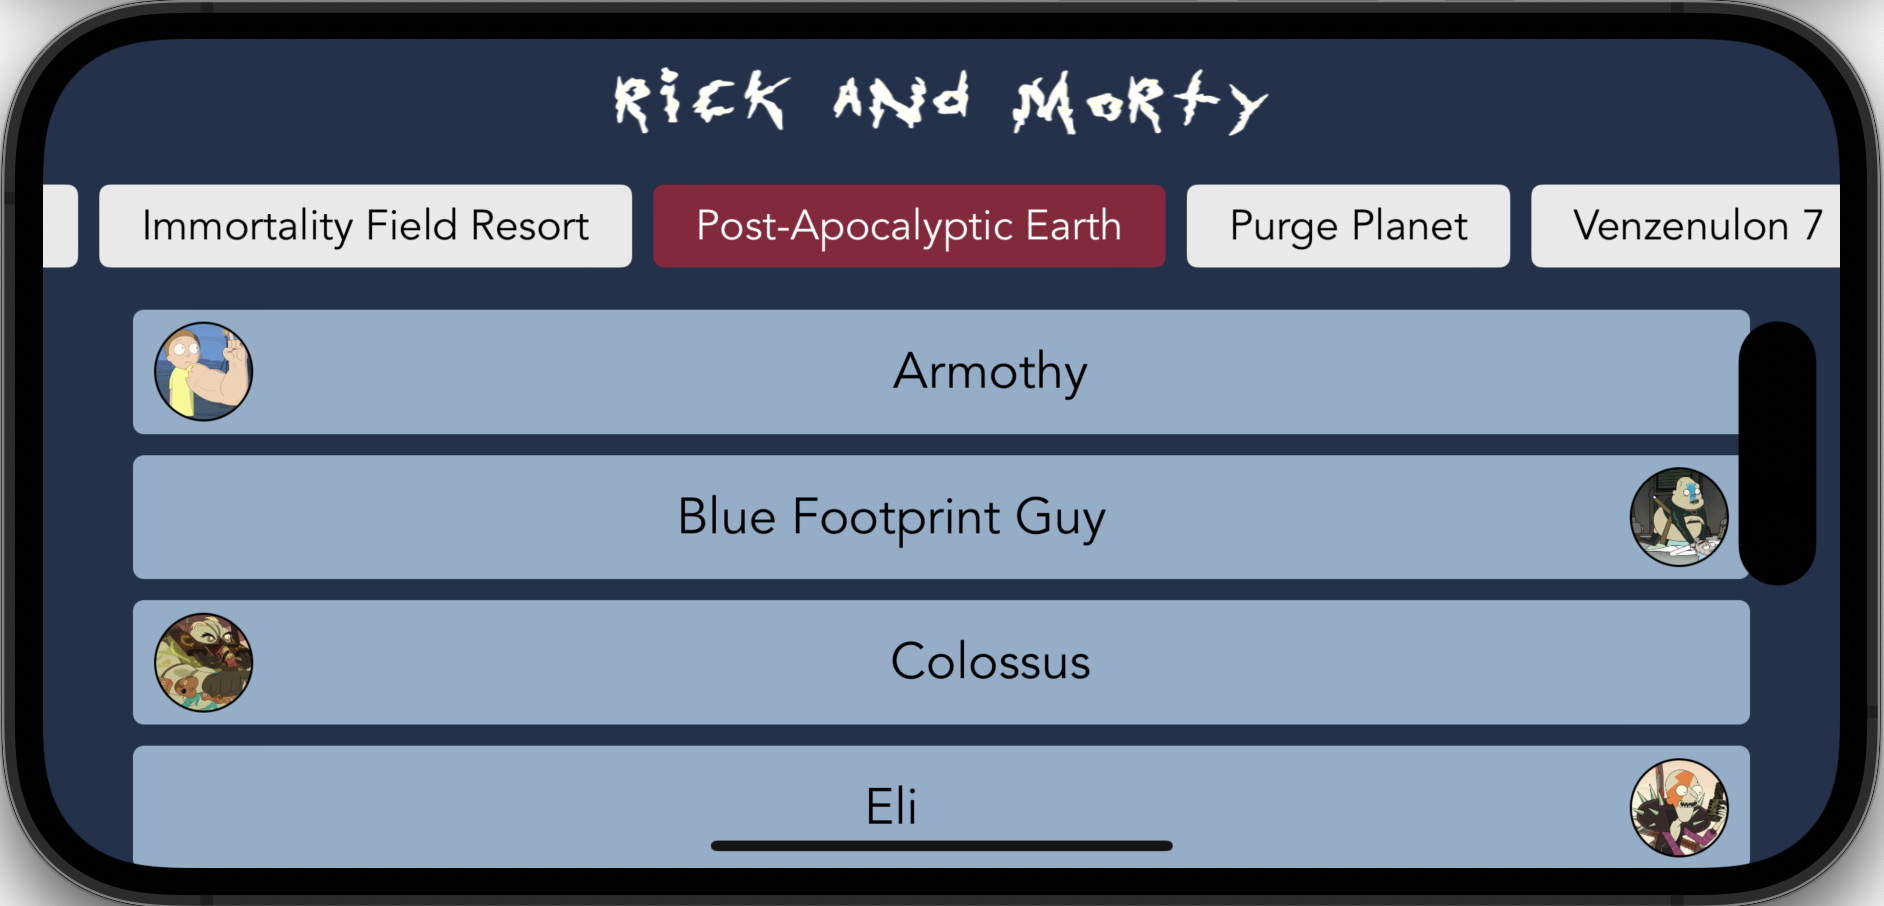 Rick and Morty
Immortality Field Resort
Post-Apocalyptic Earth
Purge Planet
Venzenulon 7
Armothy
Blue Footprint Guy
Colossus
Eli